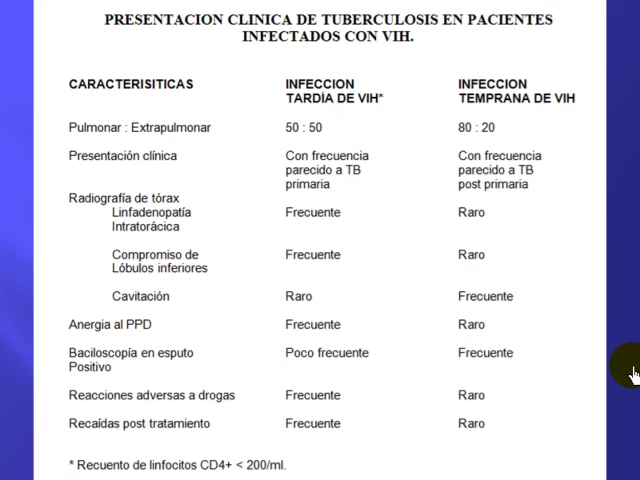 PRESENTACION CLINICA DE TUBERCULOSIS EN PACIENTES
INFECTADOS CON VIH.
CARACTERISITICAS INFECCION INFECCION
TARDÌA DE VIH* TEMPRANA DE VIH
Pulmonar : Extrapulmonar 50 : 50 80 : 20
Presentación clínica Con frecuencia Con frecuencia
parecido a TB parecido a TB
primaria post primaria
Radiografía de tórax
Linfadenopatía Frecuente Raro
Intratorácica
Compromiso de Frecuente Raro
Lóbulos inferiores
Cavitación Raro Frecuente
Anergia al PPD Frecuente Raro
Baciloscopía en esputo Poco frecuente Frecuente
Positivo
Reacciones adversas a drogas Frecuente Raro
Recaídas post tratamiento Frecuente Raro
* Recuento de linfocitos CD4+ < 200/ml.